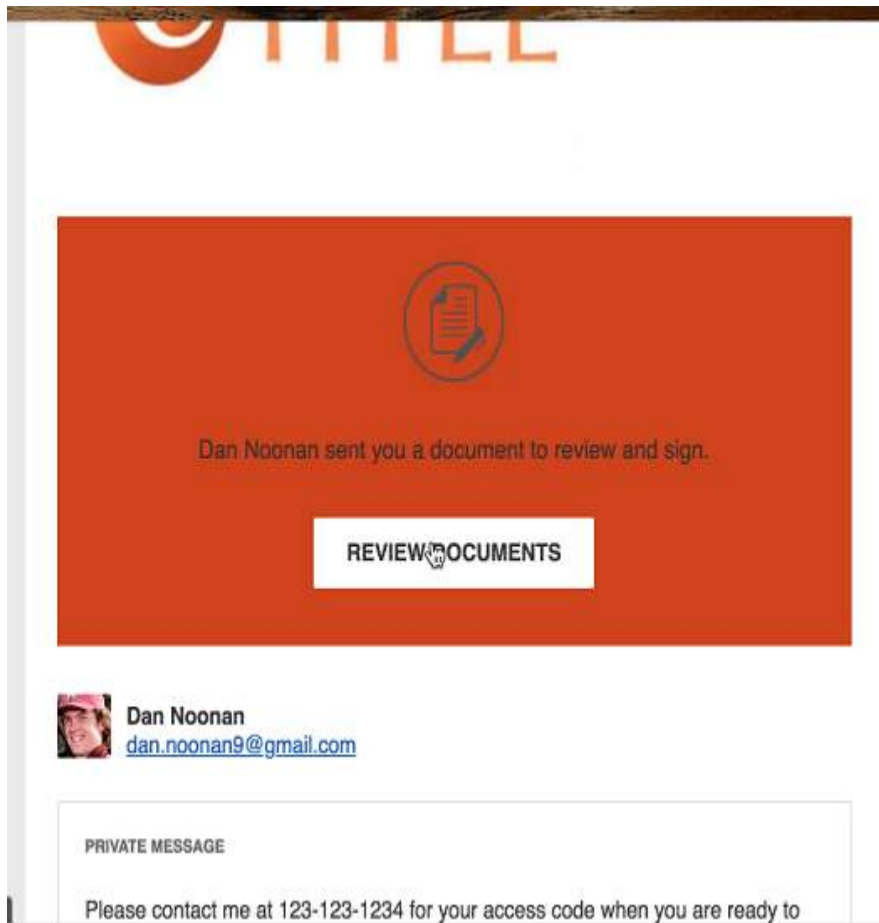 Dan Noonan sent you a document to review and sign.
REVIEW DOCUMENTS
Dan Noonan
dan.noonan9@gmail.com
PRIVATE MESSAGE
Please contact me at 123-123-1234 for your access code when you are ready to